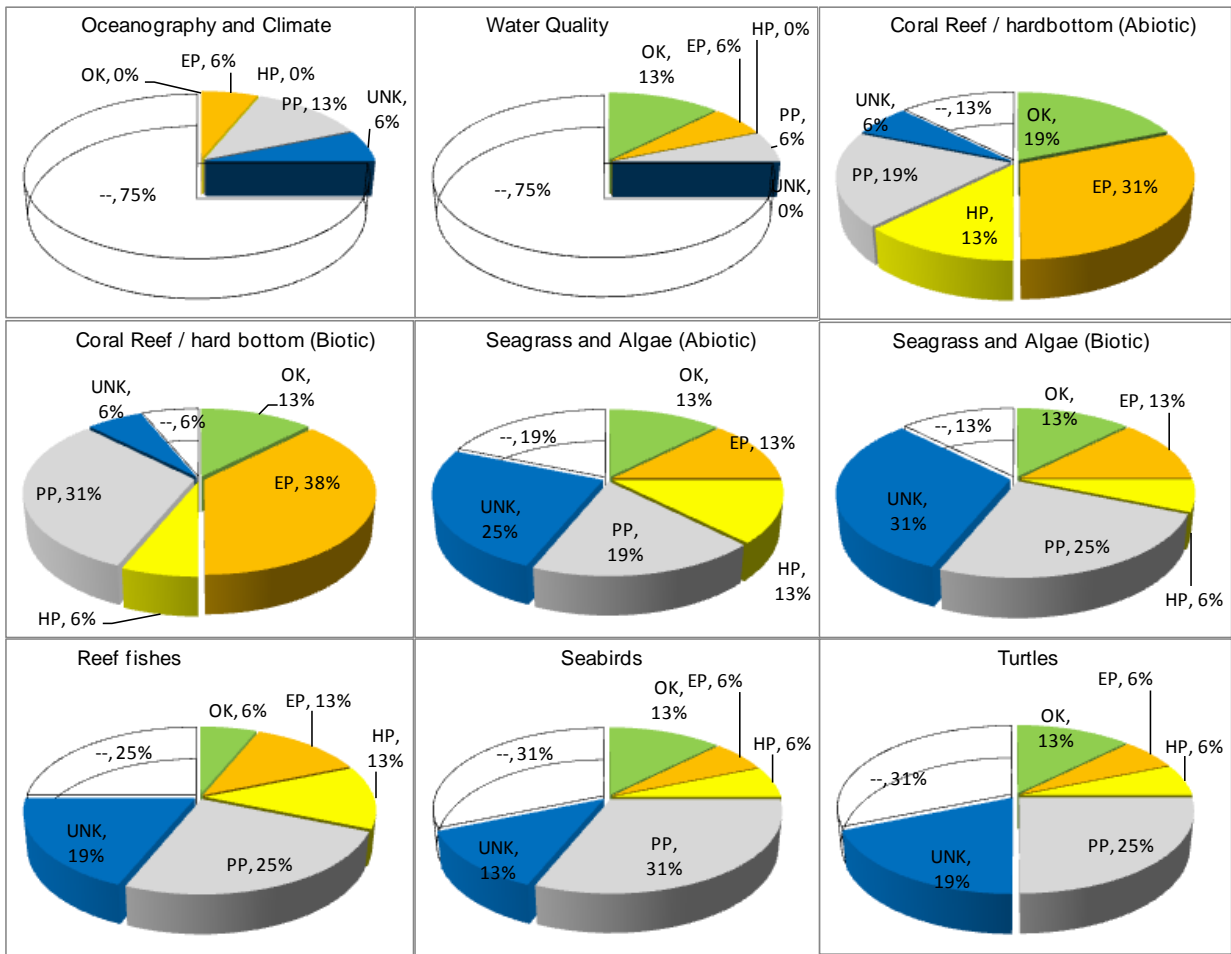 Oceanography and Climate
OK, 0%
EP, 6%
HP, 0%
PP, 13%
UNK,
6%
--, 75%
Water Quality
OK,
13%
EP, 6%
HP, 0%
PP,
6%
UNK,
0%
--, 75%
Coral Reef / hardbottom (Abiotic)
OK,
19%
EP, 31%
HP,
13%
PP, 19%
UNK,
6%
--, 13%
Coral Reef / hard bottom (Biotic)
OK,
13%
EP, 38%
HP, 6%
PP, 31%
UNK,
6%
--, 6%
Seagrass and Algae (Abiotic)
OK,
13%
EP, 13%
HP,
13%
PP,
19%
UNK,
25%
--, 19%
Seagrass and Algae (Biotic)
OK,
13%
EP, 13%
HP, 6%
PP, 25%
UNK,
31%
--, 13%
Reef fishes
OK, 6%
EP, 13%
HP,
13%
PP, 25%
UNK,
19%
--, 25%
Seabirds
OK,
13%
EP, 6%
HP, 6%
PP,
31%
UNK,
13%
--, 31%
Turtles
OK,
13%
EP, 6%
HP, 6%
PP, 25%
UNK,
19%
--, 31%